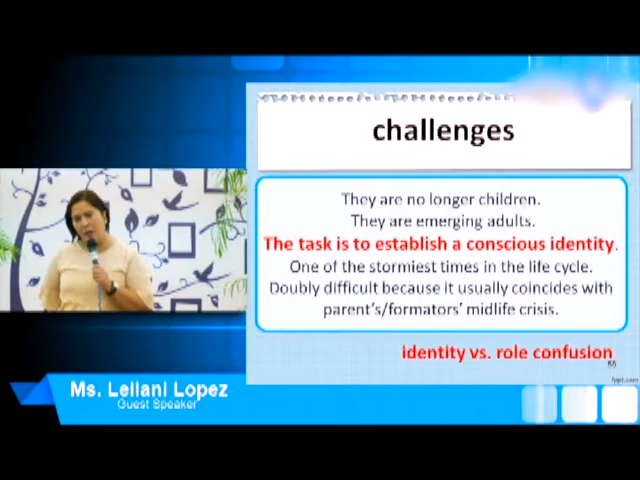 challenges
They are no longer children.
They are emerging adults.
The task is to establish a conscious identity.
One of the stormiest times in the life cycle.
Doubly difficult because it usually coincides with
parent's/formators' midlife crisis.
identity vs. role confusion
Ms. Leilani Lopez
Guest Speaker